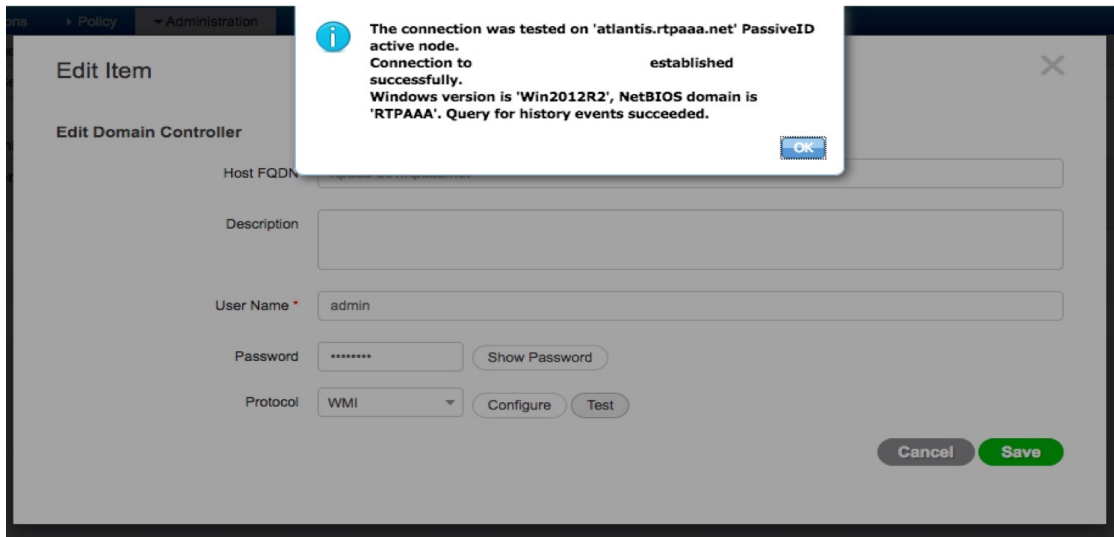 Policy
Administration
The connection was tested on 'atlantis.rtpaaa.net' PassiveID
active node.
Connection to established
successfully.
Windows version is 'Win2012R2', NetBIOS domain is
'RTPAAA'. Query for history events succeeded.
OK
Edit Item
Edit Domain Controller
Host FQDN
Description
User Name *
admin
Password
********
Show Password
Protocol
WMI
Configure
Test
Cancel
Save